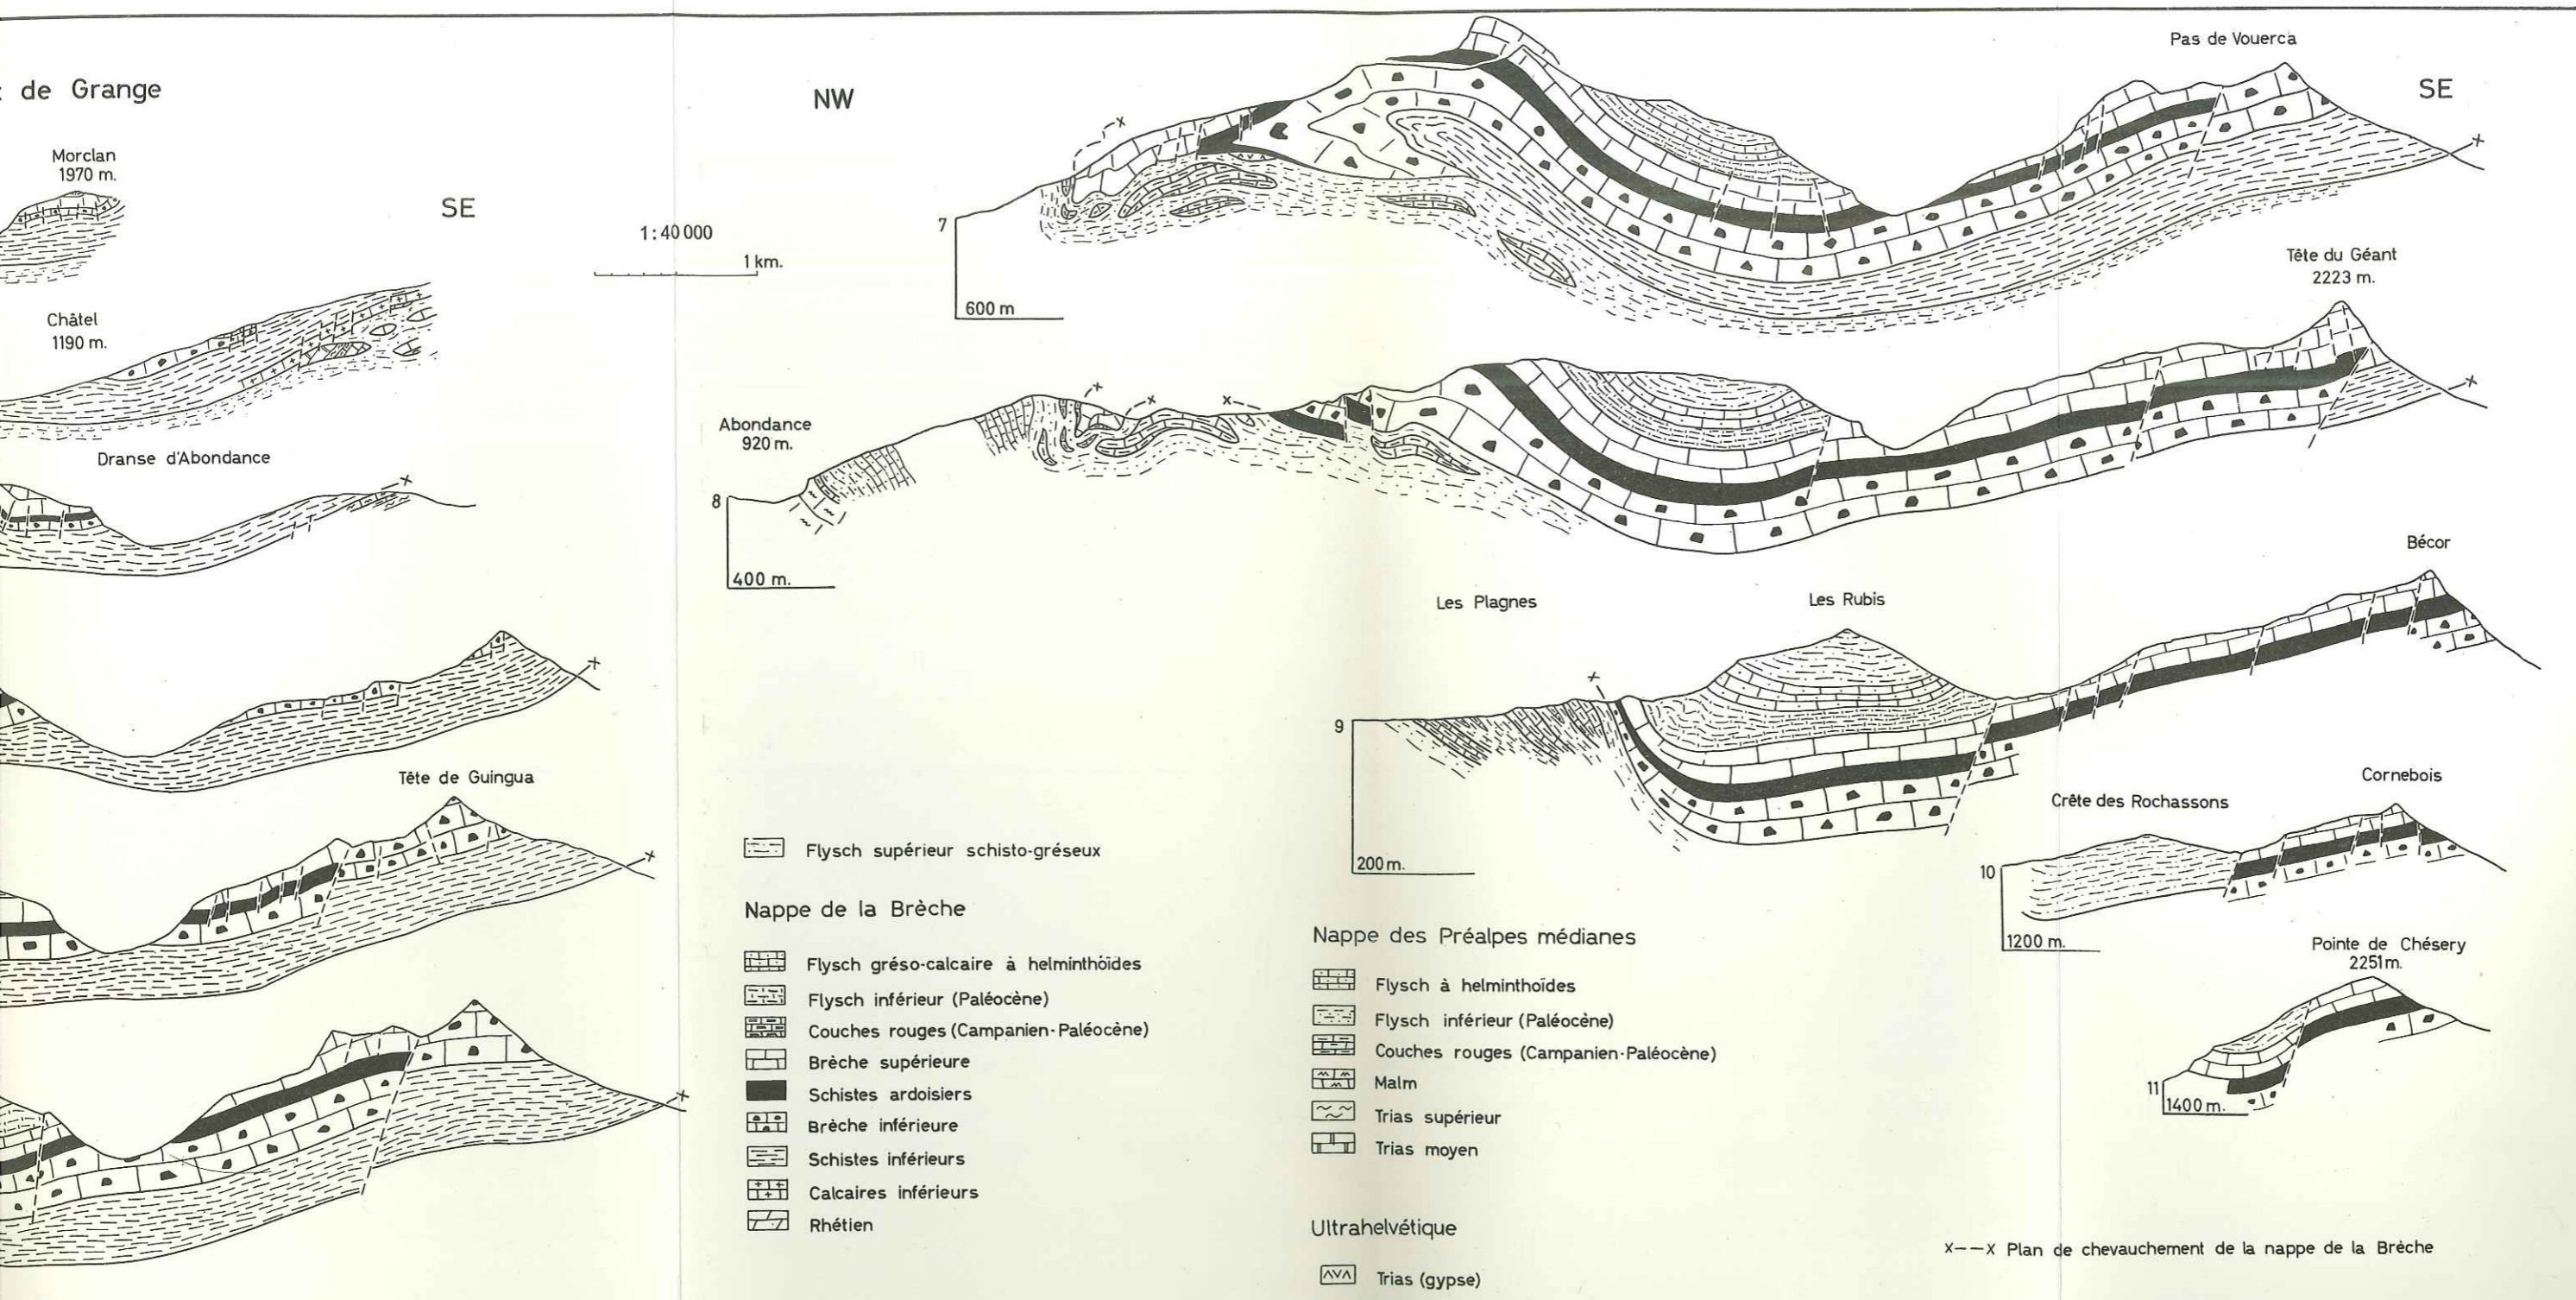 de Grange
Morclan
1970 m.
SE
Châtel
1190 m.
Dranse d'Abondance
Tête de Guingua
1:40 000
1 km.
NW
Pas de Vouerca
SE
7
600 m
Tête du Géant
2223 m.
Abondance
920 m.
8
400 m.
Bécor
Les Plagnes
Les Rubis
9
200 m.
Cornebois
Crête des Rochassons
10
1200 m.
Pointe de Chésery
2251 m.
11
1400 m.
Flysch supérieur schisto-gréseux
Nappe de la Brèche
Flysch gréso-calcaire à helminthoïdes
Flysch inférieur (Paléocène)
Couches rouges (Campanien-Paléocène)
Brèche supérieure
Schistes ardoisiers
Brèche inférieure
Schistes inférieurs
Calcaires inférieurs
Rhétien
Nappe des Préalpes médianes
Flysch à helminthoïdes
Flysch inférieur (Paléocène)
Couches rouges (Campanien-Paléocène)
Malm
Trias supérieur
Trias moyen
Ultrahelvétique
Trias (gypse)
x--x Plan de chevauchement de la nappe de la Brèche